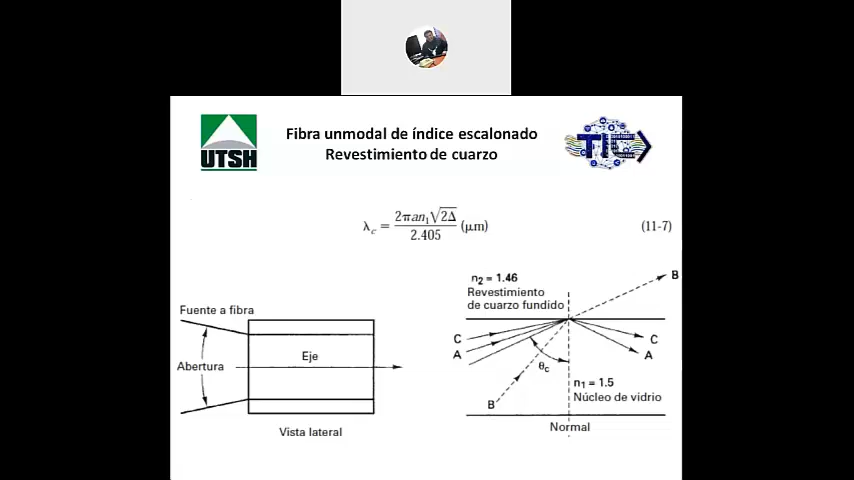 UTSH
Fibra unmodal de índice escalonado
Revestimiento de cuarzo
TIC
λc = 2πan1√2Δ / 2.405 (μm)
(11-7)
Fuente a fibra
Abertura
Eje
Vista lateral
n2 = 1.46
Revestimiento
de cuarzo fundido
B
C
A
θc
C
A
n1 = 1.5
Núcleo de vidrio
B
Normal